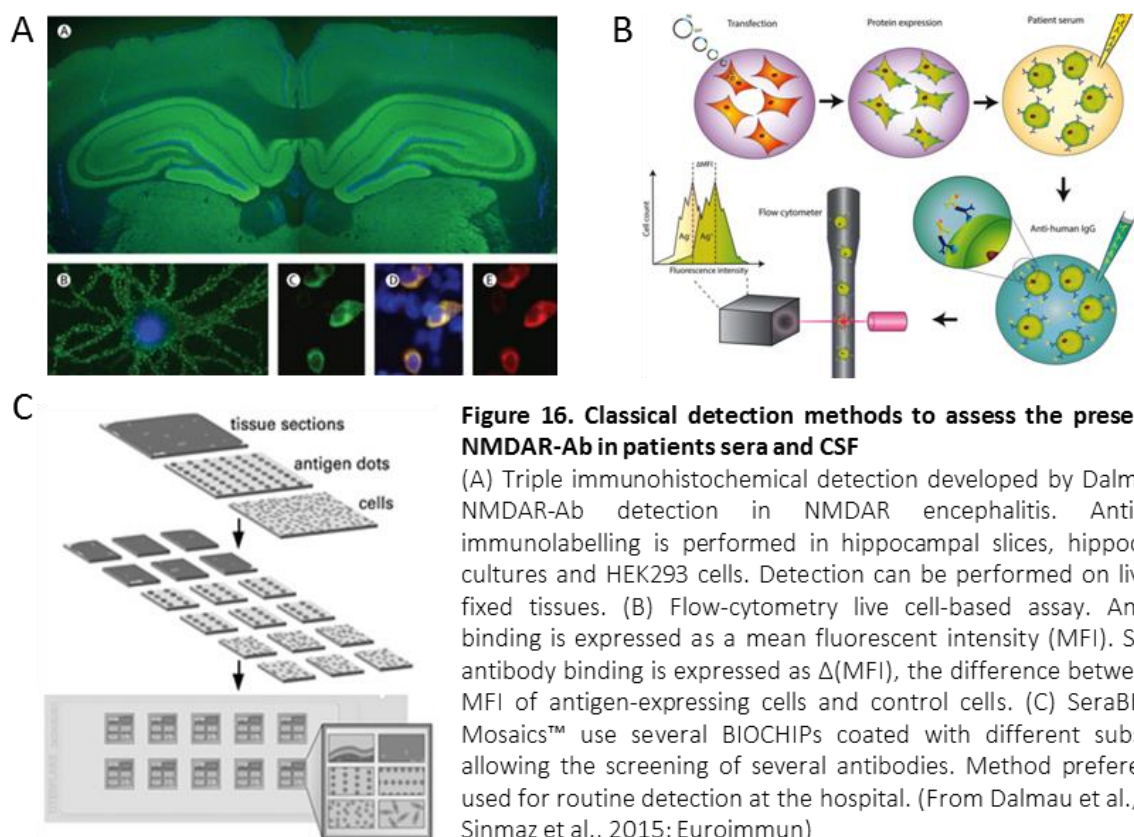 A
A
B
C
D
E
B
Transfection
Protein expression
Patient serum
ΔMFI
Cell count
Ag⁻
Ag⁺
Fluorescence intensity
Flow cytometer
Anti-human IgG
C
tissue sections
antigen dots
cells
Figure 16. Classical detection methods to assess the prese
NMDAR-Ab in patients sera and CSF
(A) Triple immunohistochemical detection developed by Dalm
NMDAR-Ab detection in NMDAR encephalitis. Anti
immunolabelling is performed in hippocampal slices, hippoc
cultures and HEK293 cells. Detection can be performed on liv
fixed tissues. (B) Flow-cytometry live cell-based assay. An
binding is expressed as a mean fluorescent intensity (MFI). S
antibody binding is expressed as Δ(MFI), the difference betwe
MFI of antigen-expressing cells and control cells. (C) SeraBI
Mosaics™ use several BIOCHIPs coated with different subs
allowing the screening of several antibodies. Method prefere
used for routine detection at the hospital. (From Dalmau et al.,
Sinmaz et al., 2015; Euroimmun)